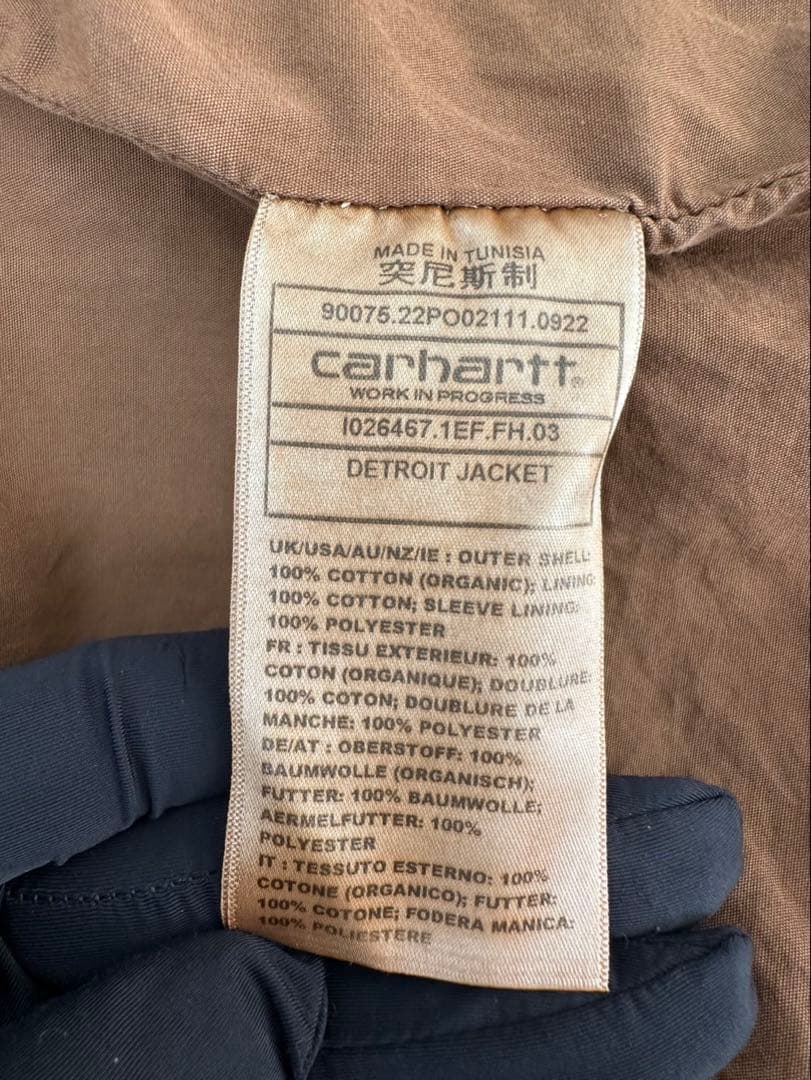 MADE IN TUNISIA
突尼斯制
90075.22PO02111.0922
carhartt®
WORK IN PROGRESS
I026467.1EF.FH.03
DETROIT JACKET
UK/USA/AU/NZ/IE : OUTER SHELL:
100% COTTON (ORGANIC); LINING:
100% COTTON; SLEEVE LINING:
100% POLYESTER
FR : TISSU EXTERIEUR: 100%
COTON (ORGANIQUE); DOUBLURE:
100% COTON; DOUBLURE DE LA
MANCHE: 100% POLYESTER
DE/AT : OBERSTOFF: 100%
BAUMWOLLE (ORGANISCH);
FUTTER: 100% BAUMWOLLE;
AERMELFUTTER: 100%
POLYESTER
IT : TESSUTO ESTERNO: 100%
COTONE (ORGANICO); FUTTER:
100% COTONE; FODERA MANICA:
100% POLIESTERE